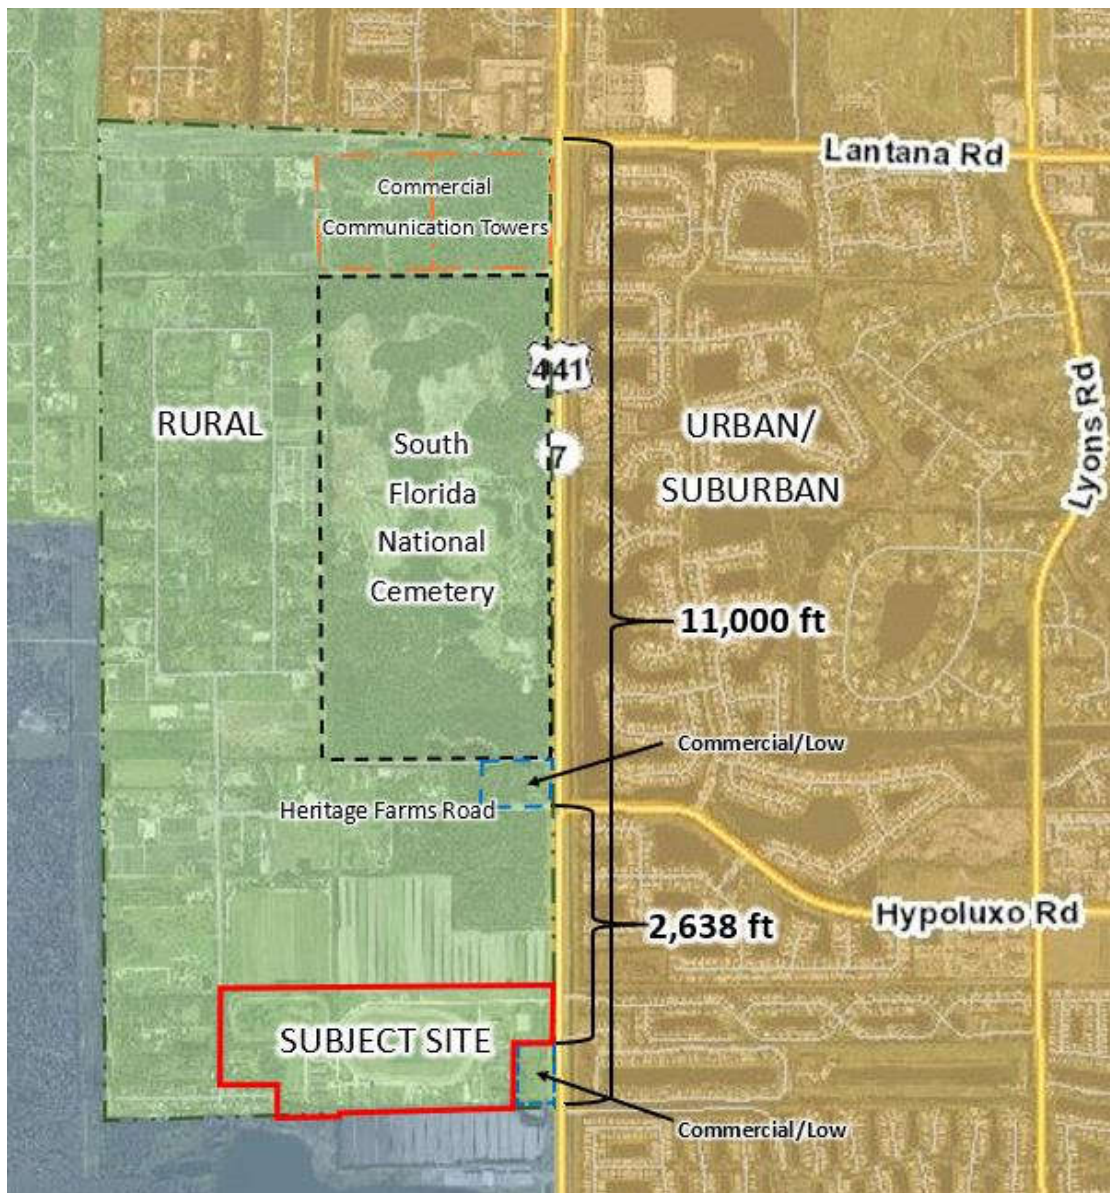 Lantana Rd
Commercial
Communication Towers
441
7
RURAL
South
Florida
National
Cemetery
URBAN/
SUBURBAN
Lyons Rd
11,000 ft
Commercial/Low
Heritage Farms Road
Hypoluxo Rd
2,638 ft
SUBJECT SITE
Commercial/Low